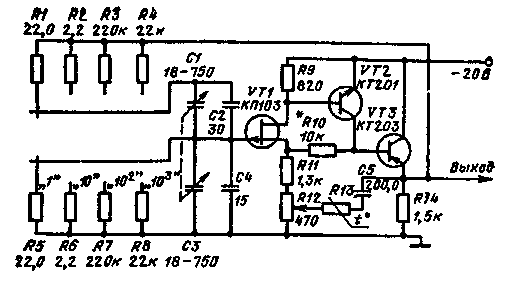 R1 R2 R3 R4
22,0 2,2 220к 22к
C1
18-750
R9
820
VT2
КТ201
-20В
VT1
КП103
VT3
КТ203
C2
30
*R10
10к
R11
1,3к
C5
200,0
Выход
„1" „10" „10²" „10³"
C4
15
R12
470
R13
t°
R14
1,5к
R5 R6 R7 R8 C3
22,0 2,2 220к 22к 18-750